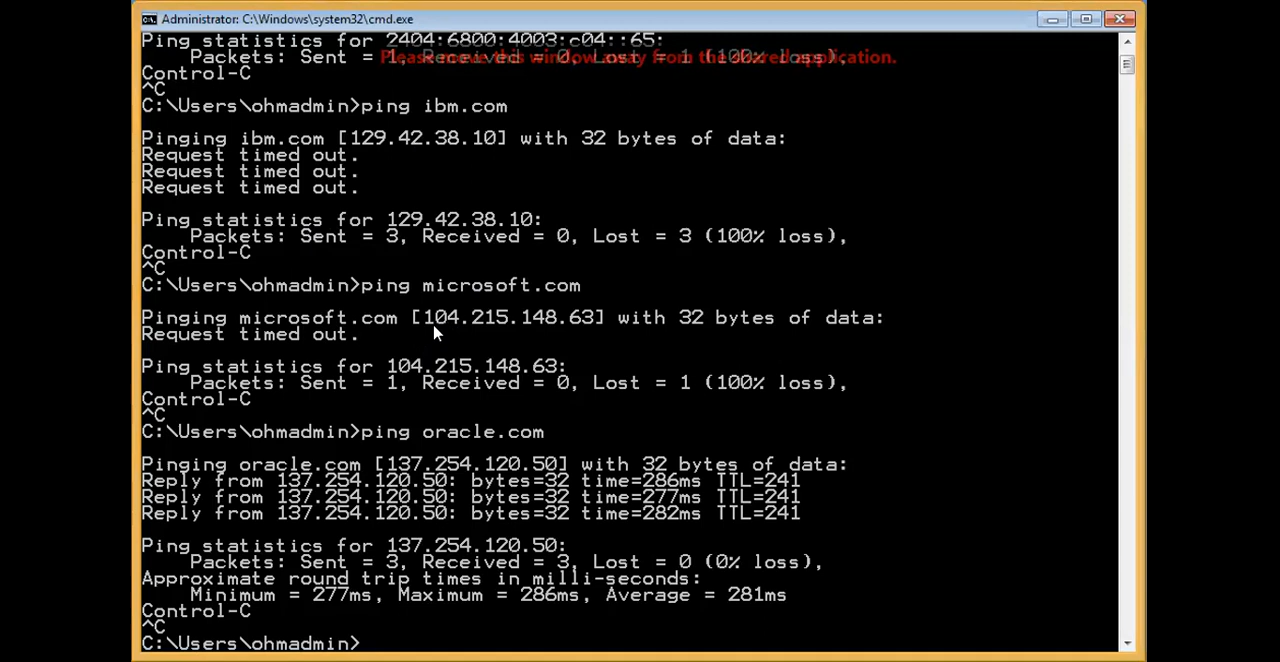 Administrator: C:\Windows\system32\cmd.exe
Ping statistics for 2404:6800:4003:c04::65:
    Packets: Sent = 1, Received = 0, Lost = 1 (100% loss),
Please move this window away from the shared application.
Control-C
^C
C:\Users\ohmadmin>ping ibm.com
Pinging ibm.com [129.42.38.10] with 32 bytes of data:
Request timed out.
Request timed out.
Request timed out.
Ping statistics for 129.42.38.10:
    Packets: Sent = 3, Received = 0, Lost = 3 (100% loss),
Control-C
^C
C:\Users\ohmadmin>ping microsoft.com
Pinging microsoft.com [104.215.148.63] with 32 bytes of data:
Request timed out.
Ping statistics for 104.215.148.63:
    Packets: Sent = 1, Received = 0, Lost = 1 (100% loss),
Control-C
^C
C:\Users\ohmadmin>ping oracle.com
Pinging oracle.com [137.254.120.50] with 32 bytes of data:
Reply from 137.254.120.50: bytes=32 time=286ms TTL=241
Reply from 137.254.120.50: bytes=32 time=277ms TTL=241
Reply from 137.254.120.50: bytes=32 time=282ms TTL=241
Ping statistics for 137.254.120.50:
    Packets: Sent = 3, Received = 3, Lost = 0 (0% loss),
Approximate round trip times in milli-seconds:
    Minimum = 277ms, Maximum = 286ms, Average = 281ms
Control-C
^C
C:\Users\ohmadmin>